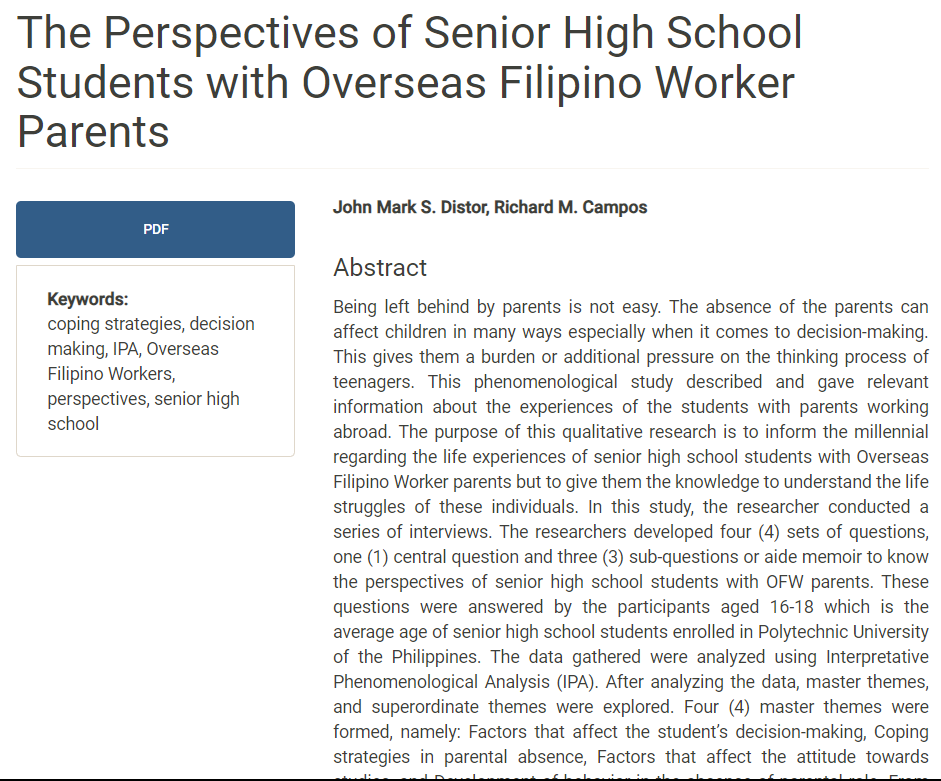 The Perspectives of Senior High School
Students with Overseas Filipino Worker
Parents
PDF
Keywords:
coping strategies, decision
making, IPA, Overseas
Filipino Workers,
perspectives, senior high
school
John Mark S. Distor, Richard M. Campos
Abstract
Being left behind by parents is not easy. The absence of the parents can
affect children in many ways especially when it comes to decision-making.
This gives them a burden or additional pressure on the thinking process of
teenagers. This phenomenological study described and gave relevant
information about the experiences of the students with parents working
abroad. The purpose of this qualitative research is to inform the millennial
regarding the life experiences of senior high school students with Overseas
Filipino Worker parents but to give them the knowledge to understand the life
struggles of these individuals. In this study, the researcher conducted a
series of interviews. The researchers developed four (4) sets of questions,
one (1) central question and three (3) sub-questions or aide memoir to know
the perspectives of senior high school students with OFW parents. These
questions were answered by the participants aged 16-18 which is the
average age of senior high school students enrolled in Polytechnic University
of the Philippines. The data gathered were analyzed using Interpretative
Phenomenological Analysis (IPA). After analyzing the data, master themes,
and superordinate themes were explored. Four (4) master themes were
formed, namely: Factors that affect the student's decision-making, Coping
strategies in parental absence, Factors that affect the attitude towards